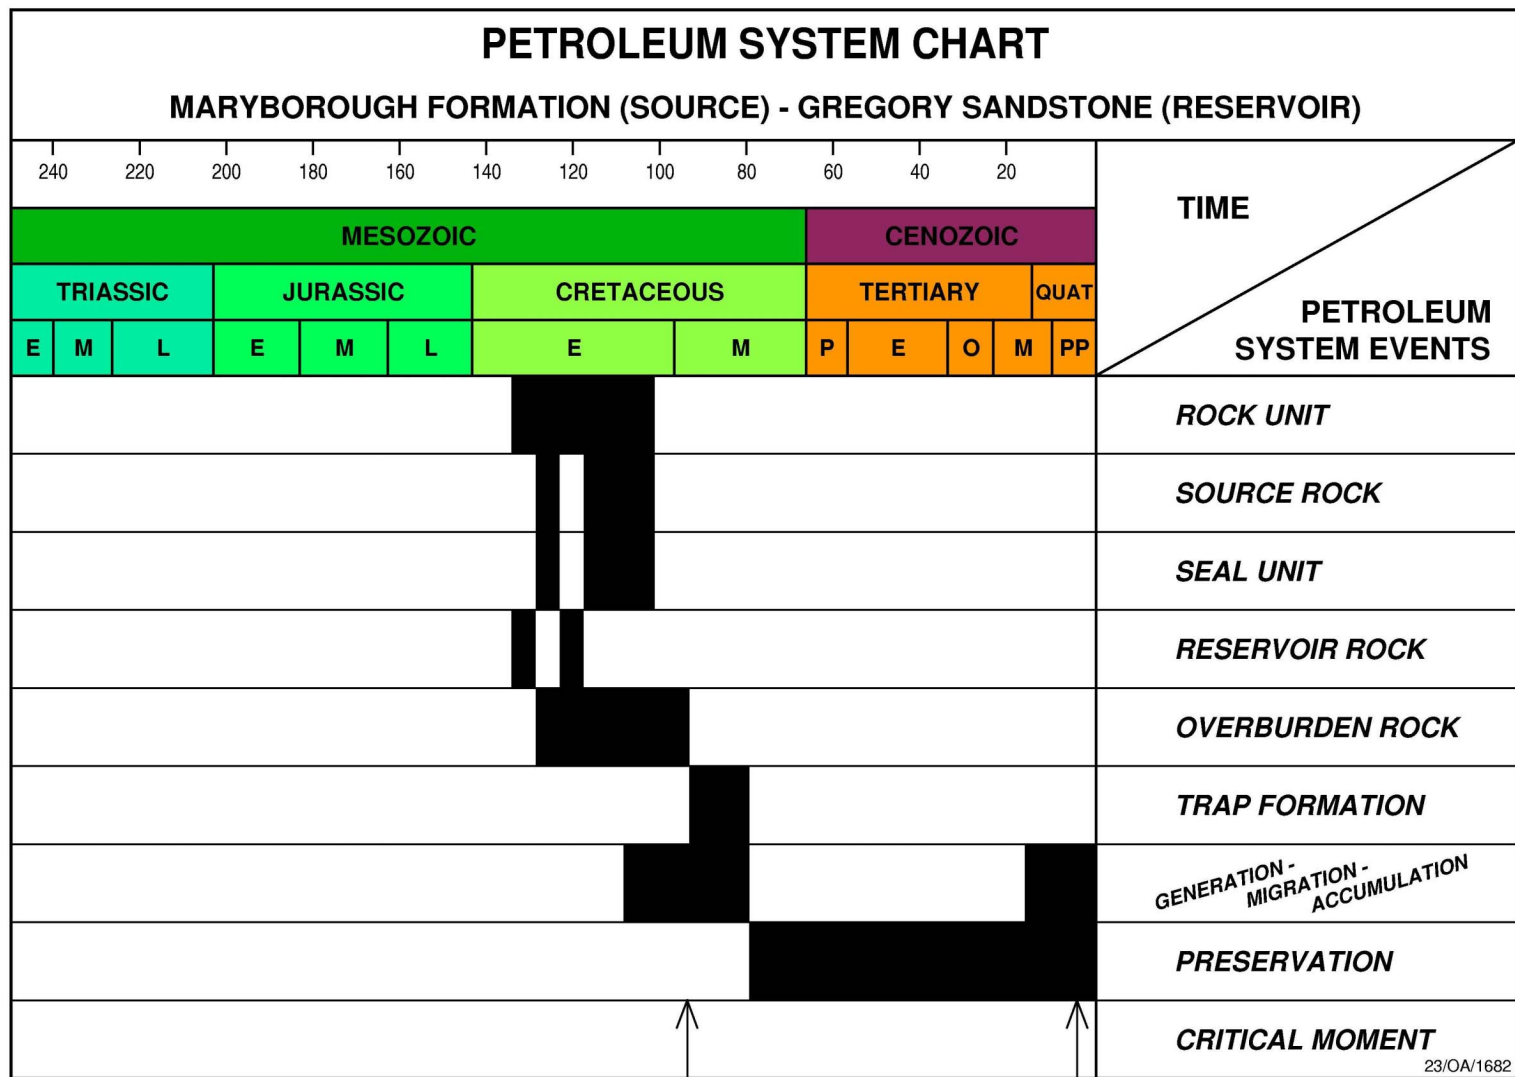 PETROLEUM SYSTEM CHART
MARYBOROUGH FORMATION (SOURCE) - GREGORY SANDSTONE (RESERVOIR)
240 220 200 180 160 140 120 100 80 60 40 20
TIME
MESOZOIC CENOZOIC
TRIASSIC JURASSIC CRETACEOUS TERTIARY QUAT
PETROLEUM
SYSTEM EVENTS
E M L E M L E M P E O M PP
ROCK UNIT
SOURCE ROCK
SEAL UNIT
RESERVOIR ROCK
OVERBURDEN ROCK
TRAP FORMATION
GENERATION -
MIGRATION -
ACCUMULATION
PRESERVATION
CRITICAL MOMENT
23/OA/1682